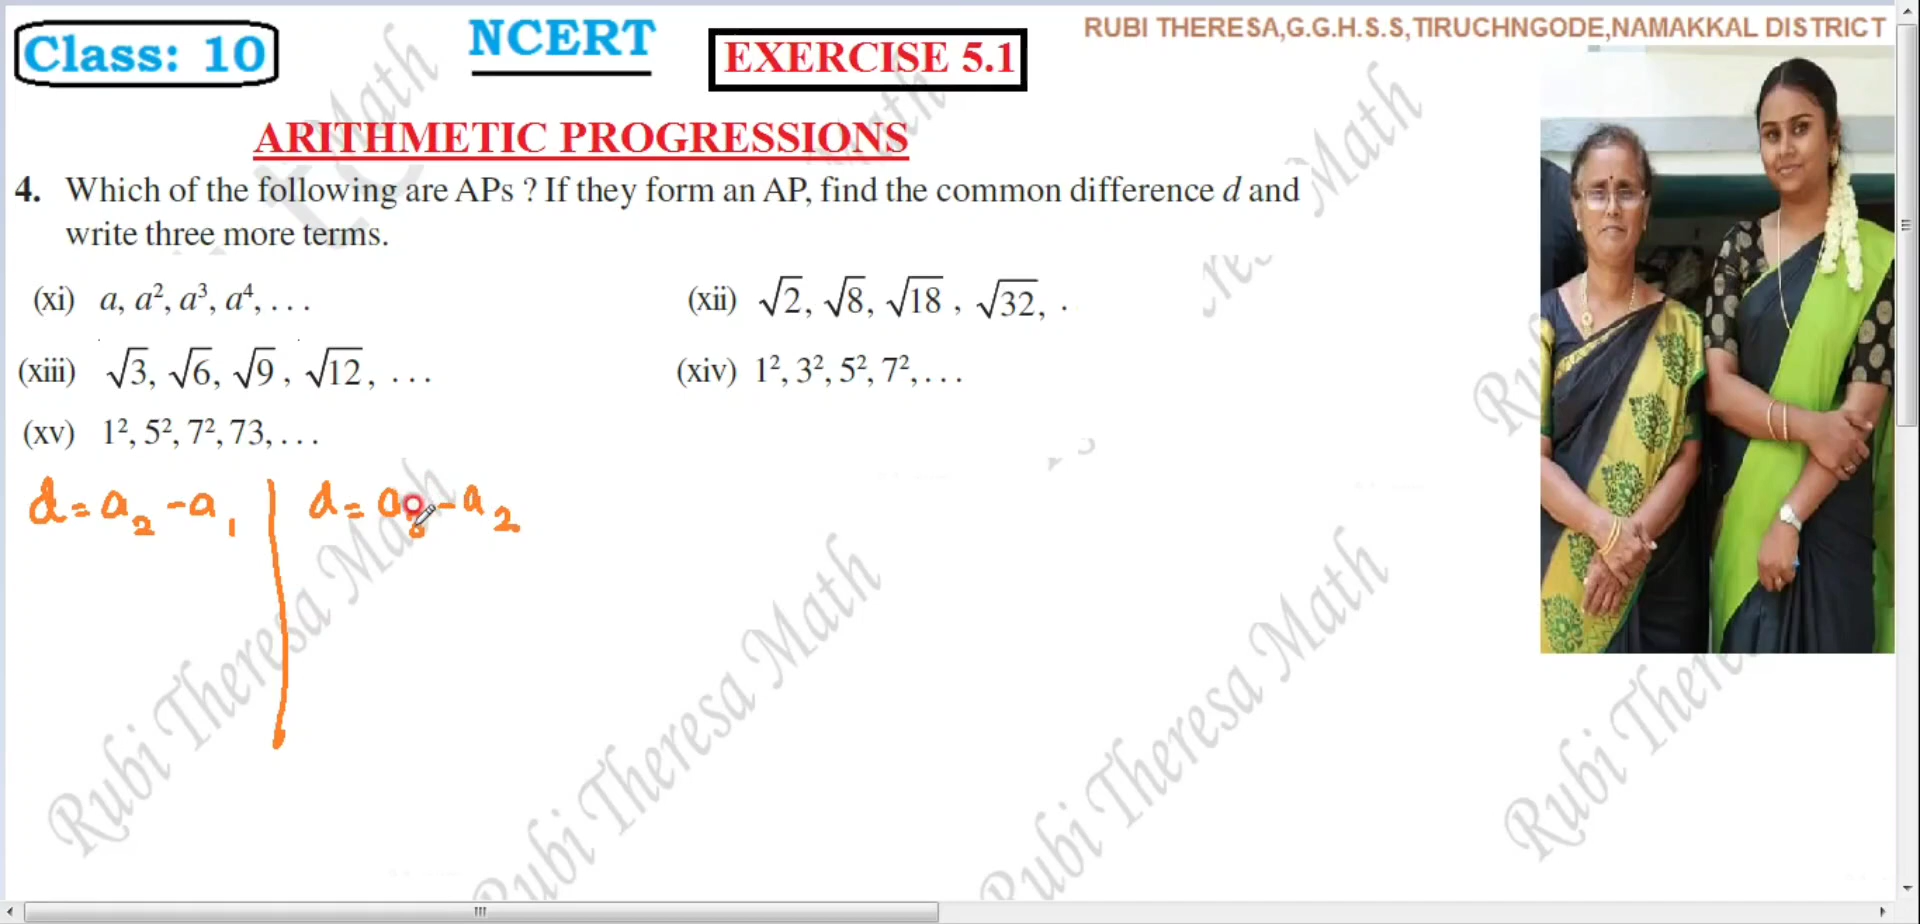 Class: 10
NCERT
EXERCISE 5.1
RUBI THERESA,G.G.H.S.S,TIRUCHNGODE,NAMAKKAL DISTRICT
ARITHMETIC PROGRESSIONS
4. Which of the following are APs ? If they form an AP, find the common difference d and
write three more terms.
(xi) a, a², a³, a⁴, . . .
(xii) √2, √8, √18 , √32, .
(xiii) √3, √6, √9 , √12, . . .
(xiv) 1², 3², 5², 7², . . .
(xv) 1², 5², 7², 73, . . .
d = a₂ - a₁
d = a₃ - a₂
Rubi Theresa Math
Rubi Theresa Math
Rubi Theresa Math